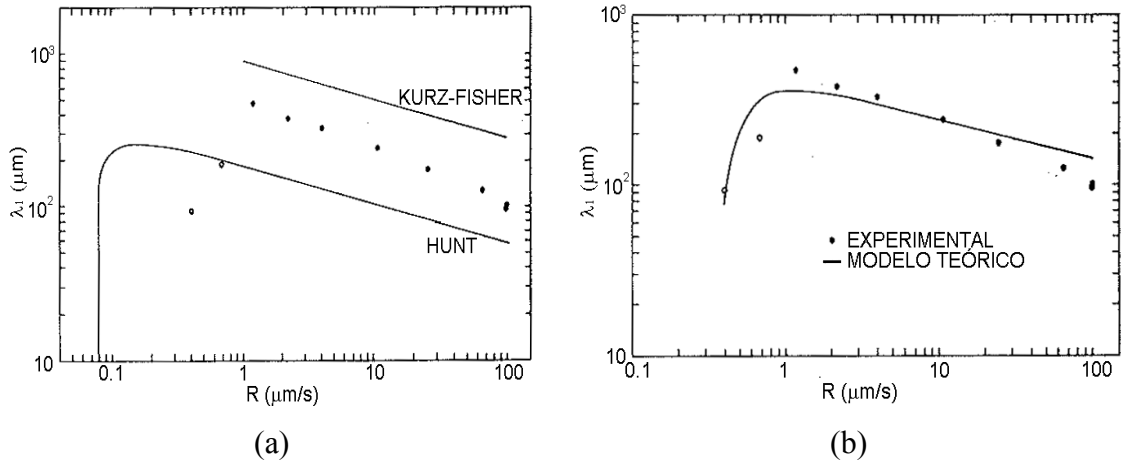 10³
λ₁ (µm)
10²
10
KURZ-FISHER
HUNT
0.1 1 10 100
R (µm/s)
(a)
10³
λ₁ (µm)
10²
10
EXPERIMENTAL
MODELO TEÓRICO
0.1 1 10 100
R (µm/s)
(b)